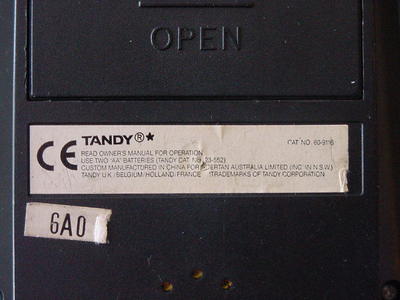 OPEN
CE TANDY®★ CAT NO. 60-9116
READ OWNER'S MANUAL FOR OPERATION
USE TWO "AA" BATTERIES (TANDY CAT NO. 23-552)
CUSTOM MANUFACTURED IN CHINA FOR INTERTAN AUSTRALIA LIMITED (INC. IN N.S.W.)
TANDY U.K./BELGIUM/HOLLAND/FRANCE TRADEMARKS OF TANDY CORPORATION
6A0